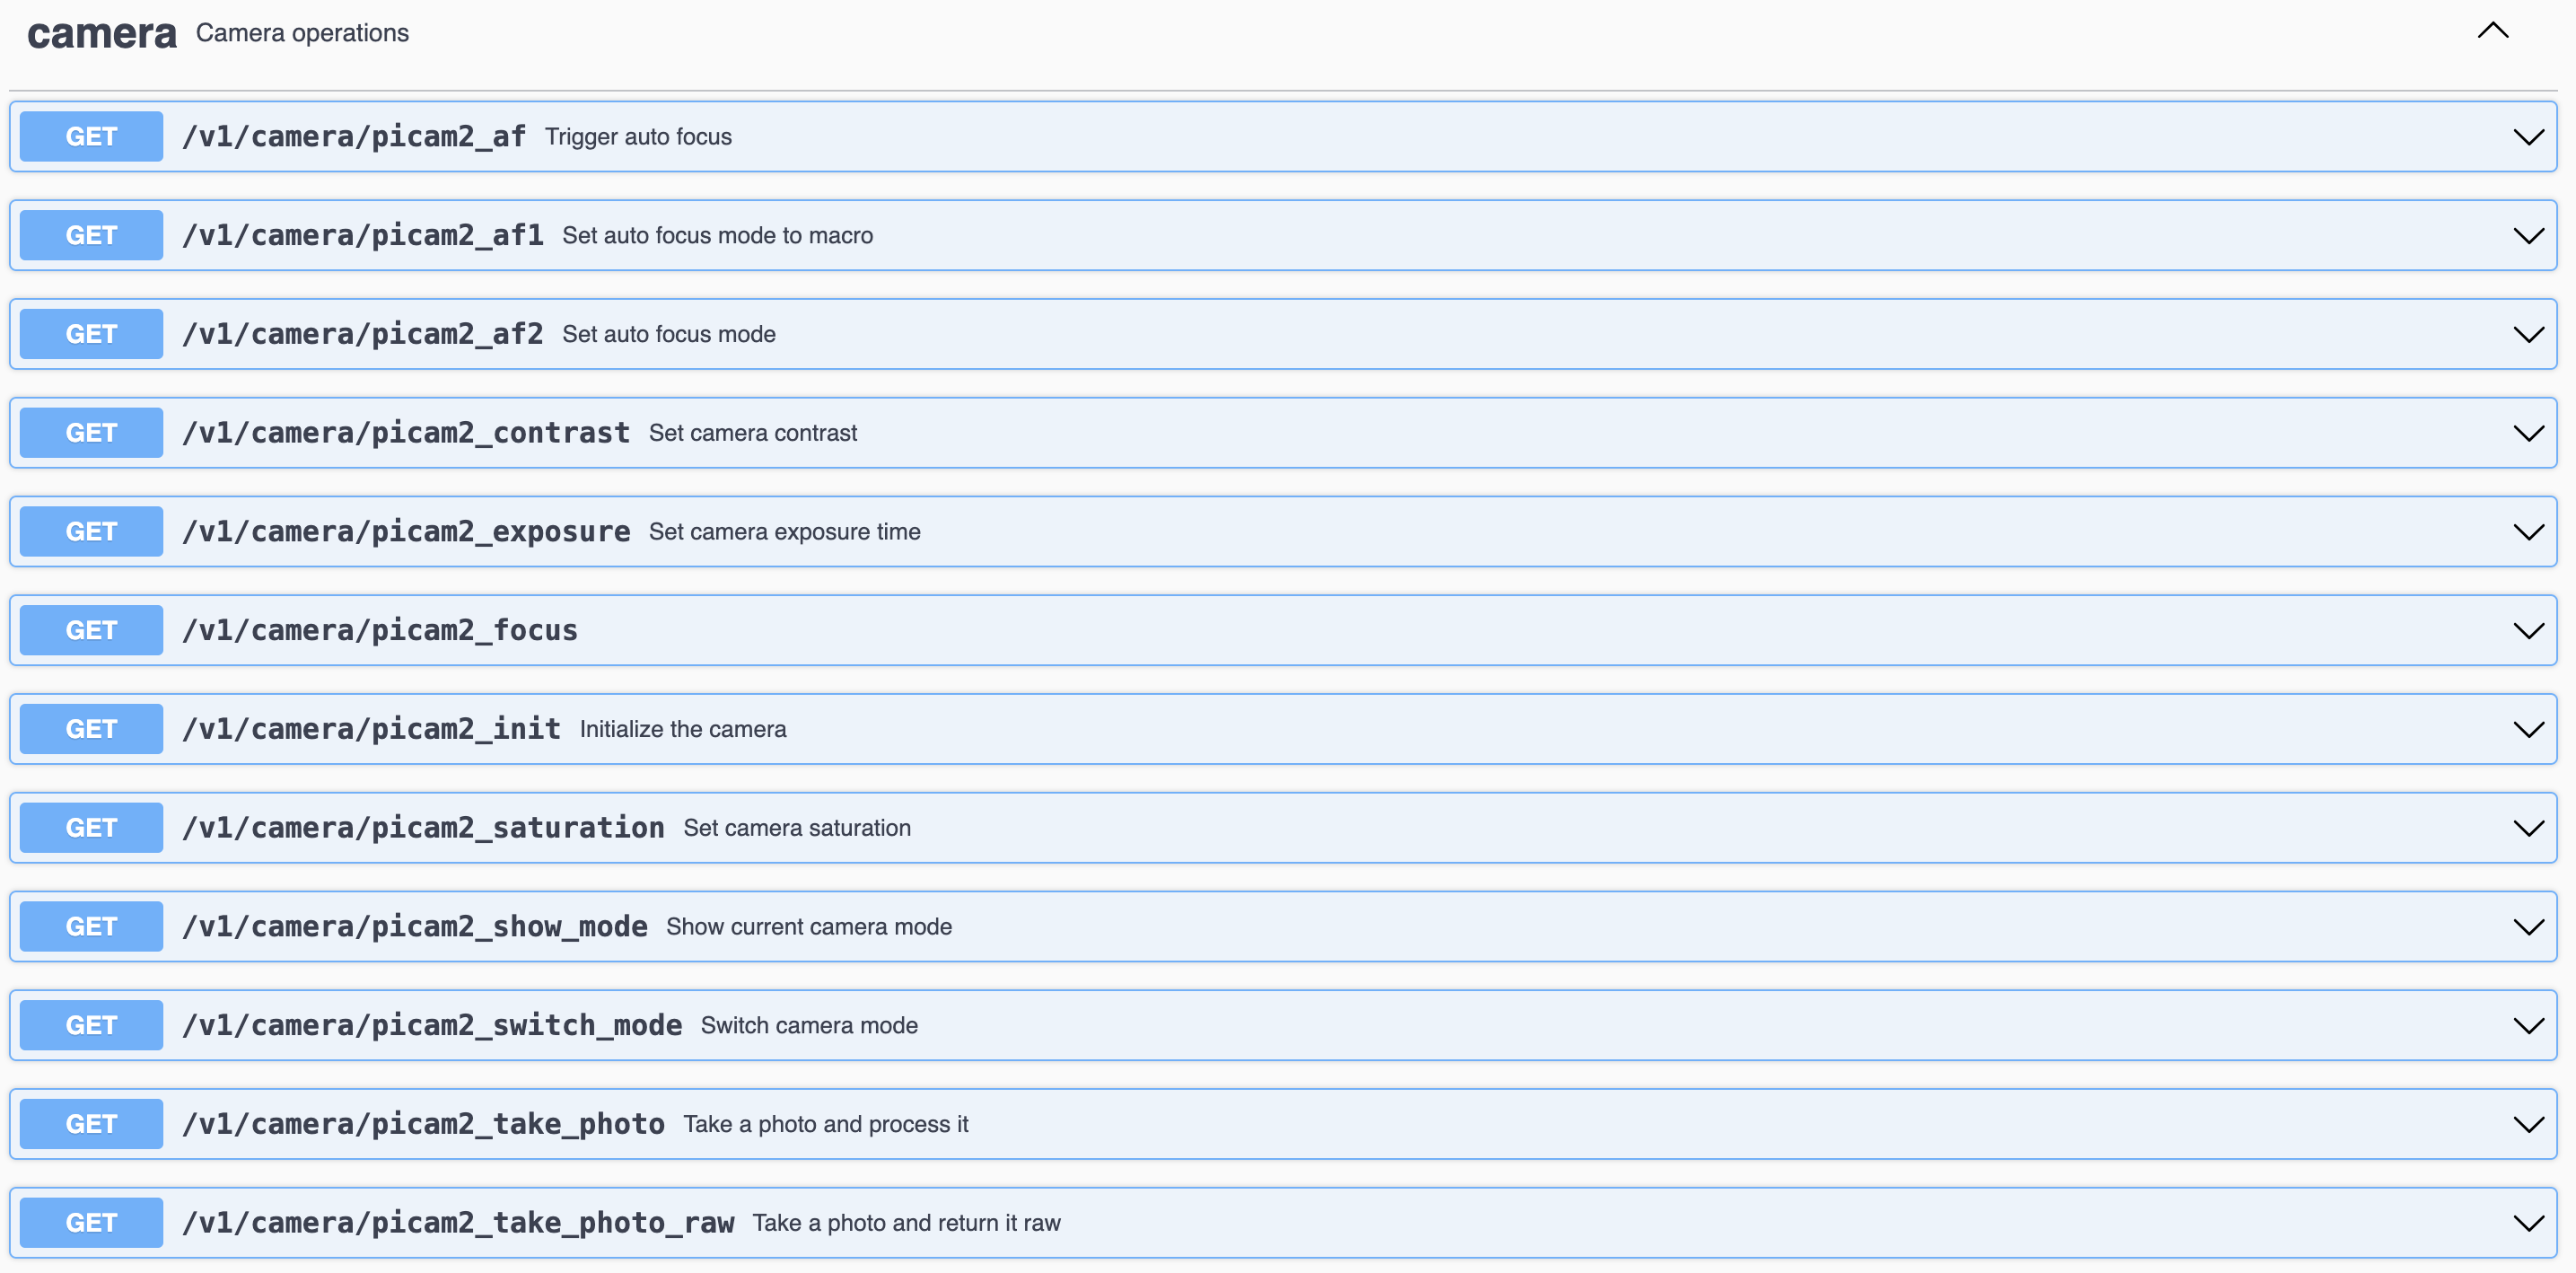 camera Camera operations
GET /v1/camera/picam2_af Trigger auto focus
GET /v1/camera/picam2_af1 Set auto focus mode to macro
GET /v1/camera/picam2_af2 Set auto focus mode
GET /v1/camera/picam2_contrast Set camera contrast
GET /v1/camera/picam2_exposure Set camera exposure time
GET /v1/camera/picam2_focus
GET /v1/camera/picam2_init Initialize the camera
GET /v1/camera/picam2_saturation Set camera saturation
GET /v1/camera/picam2_show_mode Show current camera mode
GET /v1/camera/picam2_switch_mode Switch camera mode
GET /v1/camera/picam2_take_photo Take a photo and process it
GET /v1/camera/picam2_take_photo_raw Take a photo and return it raw